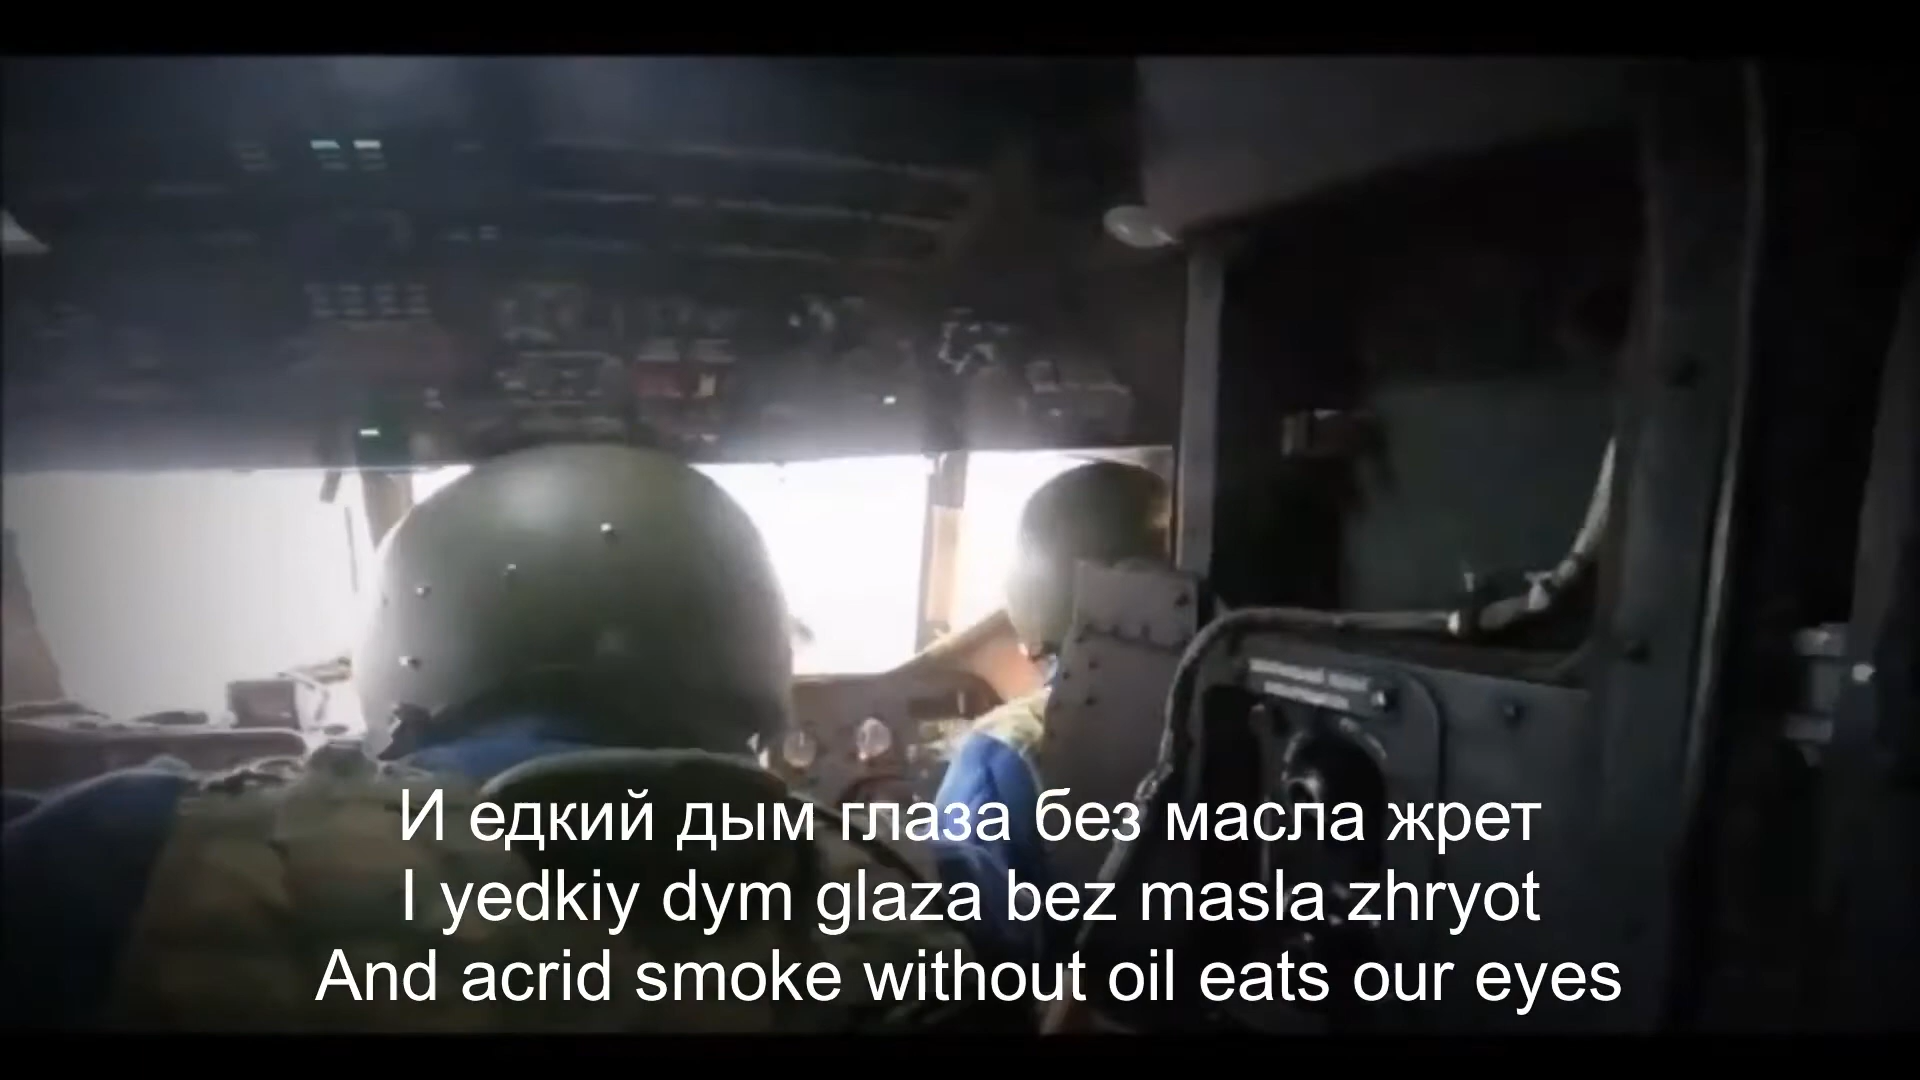 И едкий дым глаза без масла жрет
I yedkiy dym glaza bez masla zhryot
And acrid smoke without oil eats our eyes